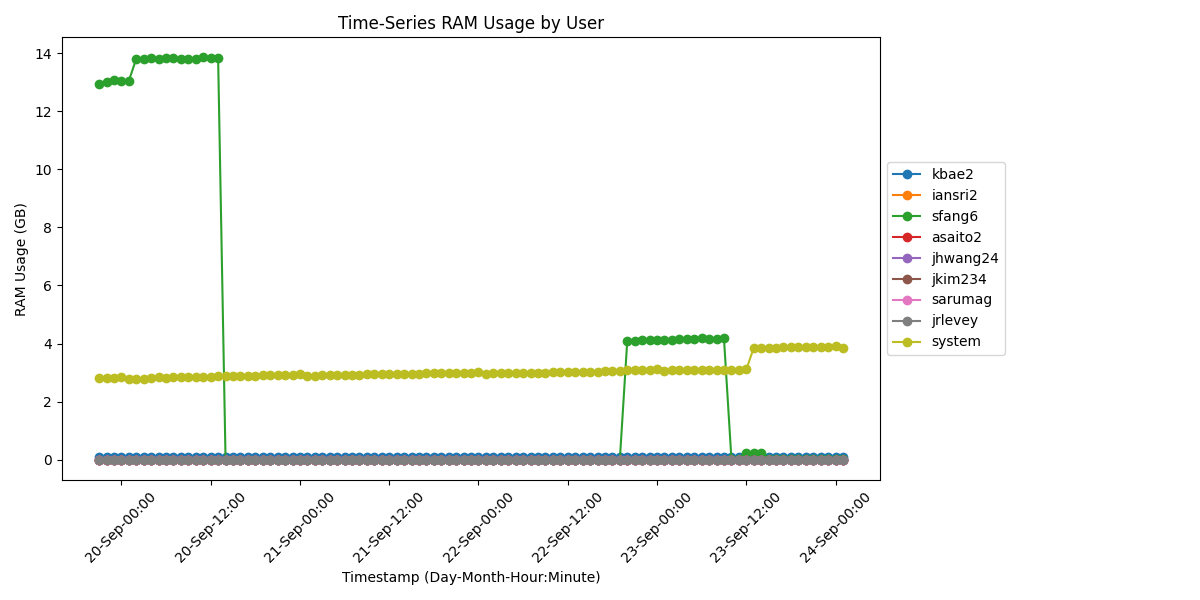 Time-Series RAM Usage by User
RAM Usage (GB)
14
12
10
8
6
4
2
0
20-Sep-00:00
20-Sep-12:00
21-Sep-00:00
21-Sep-12:00
22-Sep-00:00
22-Sep-12:00
23-Sep-00:00
23-Sep-12:00
24-Sep-00:00
Timestamp (Day-Month-Hour:Minute)
kbae2
iansri2
sfang6
asaito2
jhwang24
jkim234
sarumag
jrlevey
system